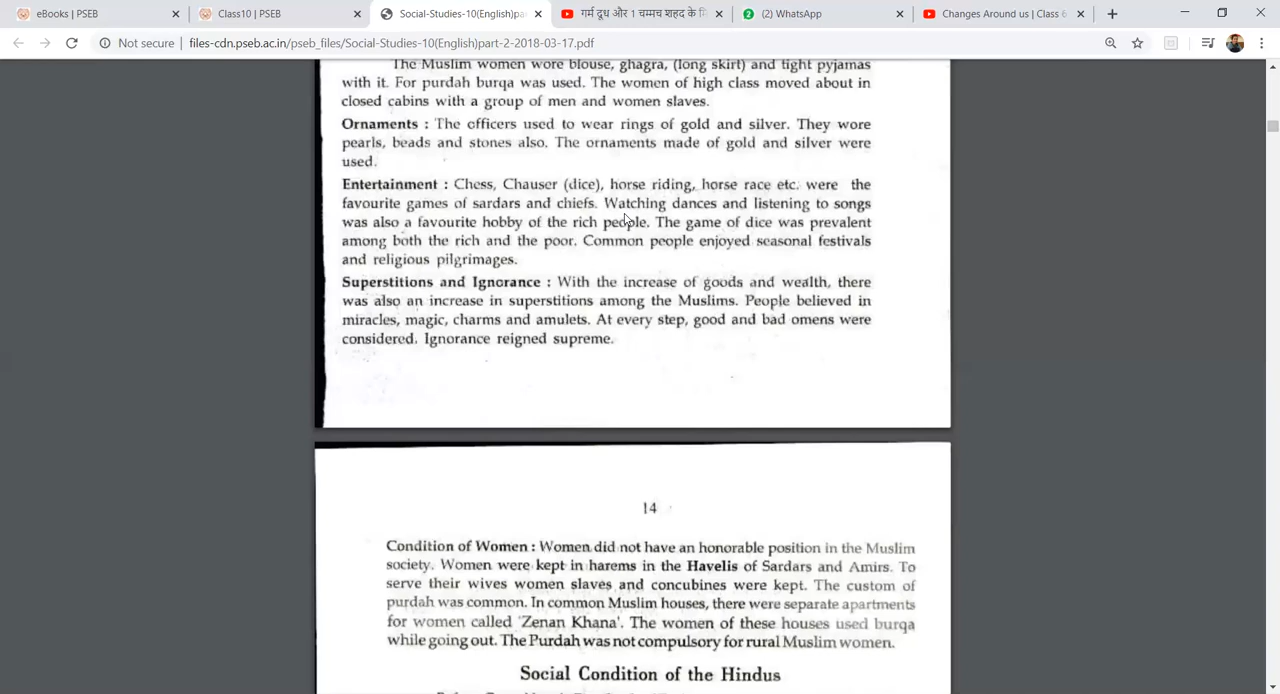 eBooks | PSEB
Class10 | PSEB
Social-Studies-10(English)pa
गर्म दूध और 1 चम्मच शहद के मि
(2) WhatsApp
Changes Around us | Class 6
Not secure | files-cdn.pseb.ac.in/pseb_files/Social-Studies-10(English)part-2-2018-03-17.pdf
The Muslim women wore blouse, ghagra, (long skirt) and tight pyjamas
with it. For purdah burqa was used. The women of high class moved about in
closed cabins with a group of men and women slaves.
Ornaments : The officers used to wear rings of gold and silver. They wore
pearls, beads and stones also. The ornaments made of gold and silver were
used.
Entertainment : Chess, Chauser (dice), horse riding, horse race etc. were the
favourite games of sardars and chiefs. Watching dances and listening to songs
was also a favourite hobby of the rich people. The game of dice was prevalent
among both the rich and the poor. Common people enjoyed seasonal festivals
and religious pilgrimages.
Superstitions and Ignorance : With the increase of goods and wealth, there
was also an increase in superstitions among the Muslims. People believed in
miracles, magic, charms and amulets. At every step, good and bad omens were
considered. Ignorance reigned supreme.
14
Condition of Women : Women did not have an honorable position in the Muslim
society. Women were kept in harems in the Havelis of Sardars and Amirs. To
serve their wives women slaves and concubines were kept. The custom of
purdah was common. In common Muslim houses, there were separate apartments
for women called 'Zenan Khana'. The women of these houses used burqa
while going out. The Purdah was not compulsory for rural Muslim women.
Social Condition of the Hindus